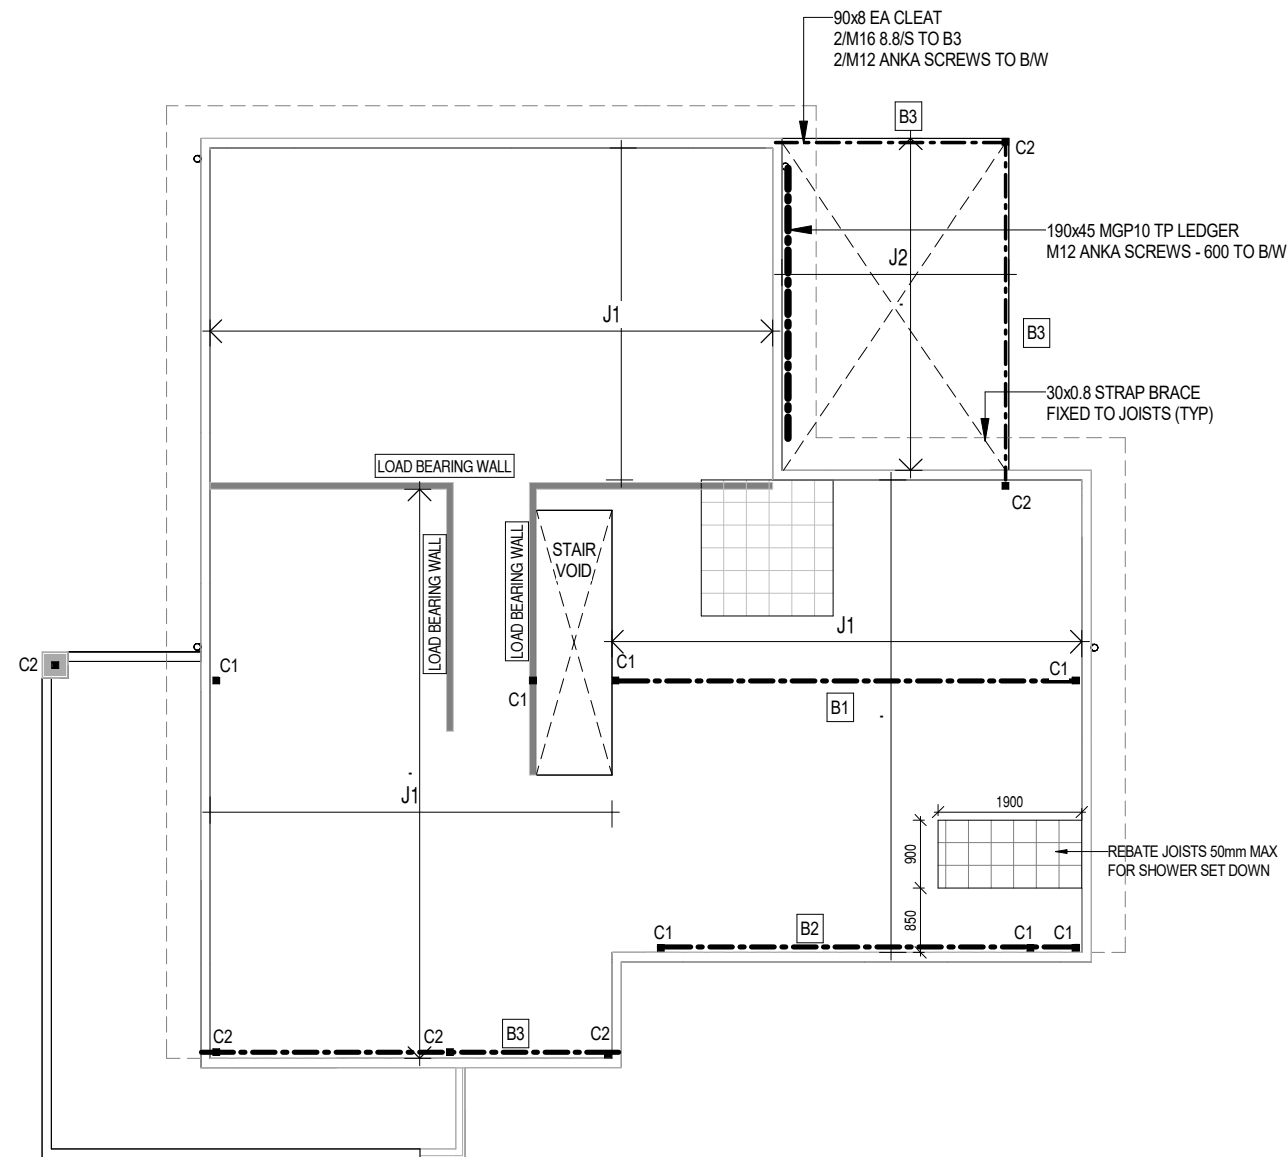 90x8 EA CLEAT
2/M16 8.8/S TO B3
2/M12 ANKA SCREWS TO B/W
B3
C2
190x45 MGP10 TP LEDGER
M12 ANKA SCREWS - 600 TO B/W
J2
J1
B3
30x0.8 STRAP BRACE
FIXED TO JOISTS (TYP)
LOAD BEARING WALL
C2
LOAD BEARING WALL
LOAD BEARING WALL
STAIR
VOID
J1
C2
C1
C1
C1
C1
B1
J1
1900
900
REBATE JOISTS 50mm MAX
FOR SHOWER SET DOWN
850
C1
B2
C1
C1
C2
C2
B3
C2